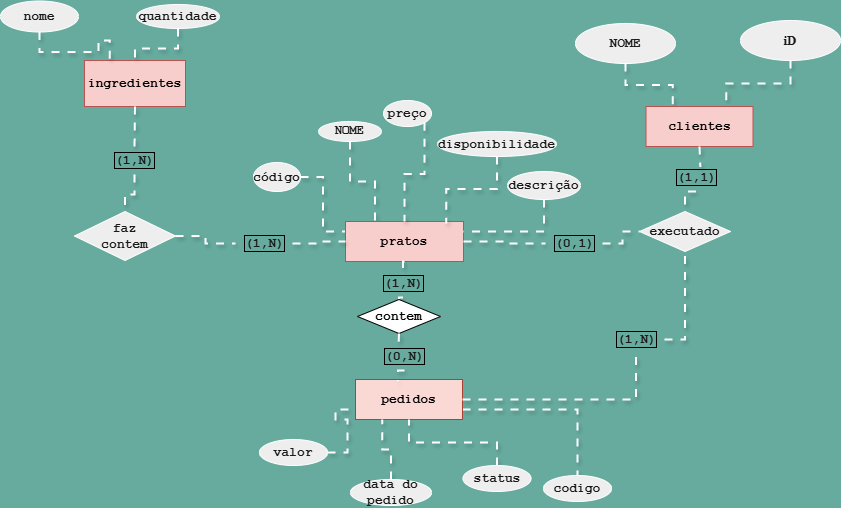 nome
quantidade
NOME
iD
ingredientes
preço
NOME
clientes
disponibilidade
(1,N)
código
descrição
(1,1)
faz
contem
(1,N)
pratos
(0,1)
executado
(1,N)
contem
(1,N)
(0,N)
pedidos
valor
status
data do
pedido
codigo